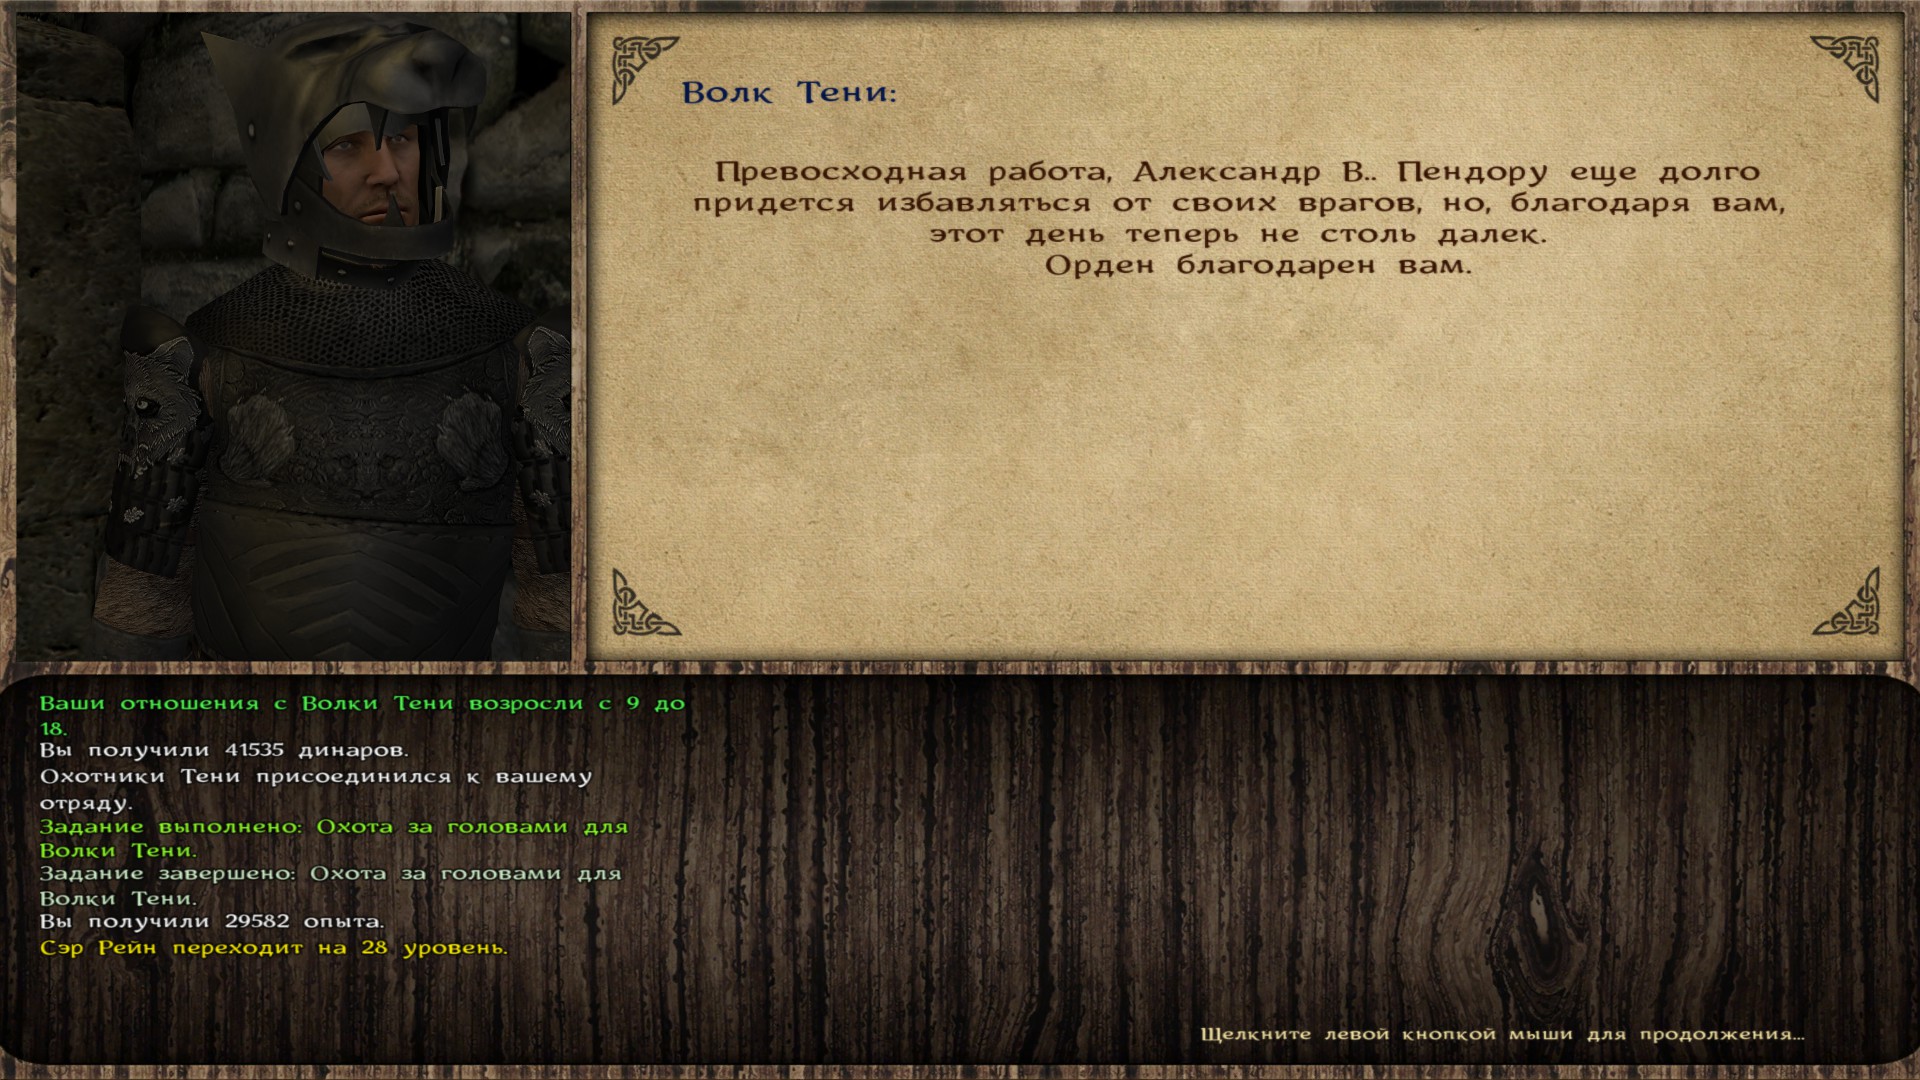 Волк Тени:
Превосходная работа, Александр В.. Пендору еще долго
придется избавляться от своих врагов, но, благодаря вам,
этот день теперь не столь далек.
Орден благодарен вам.
Ваши отношения с Волки Тени возросли с 9 до
18.
Вы получили 41535 динаров.
Охотники Тени присоединился к вашему
отряду.
Задание выполнено: Охота за головами для
Волки Тени.
Задание завершено: Охота за головами для
Волки Тени.
Вы получили 29582 опыта.
Сэр Рейн переходит на 28 уровень.
Щелкните левой кнопкой мыши для продолжения...